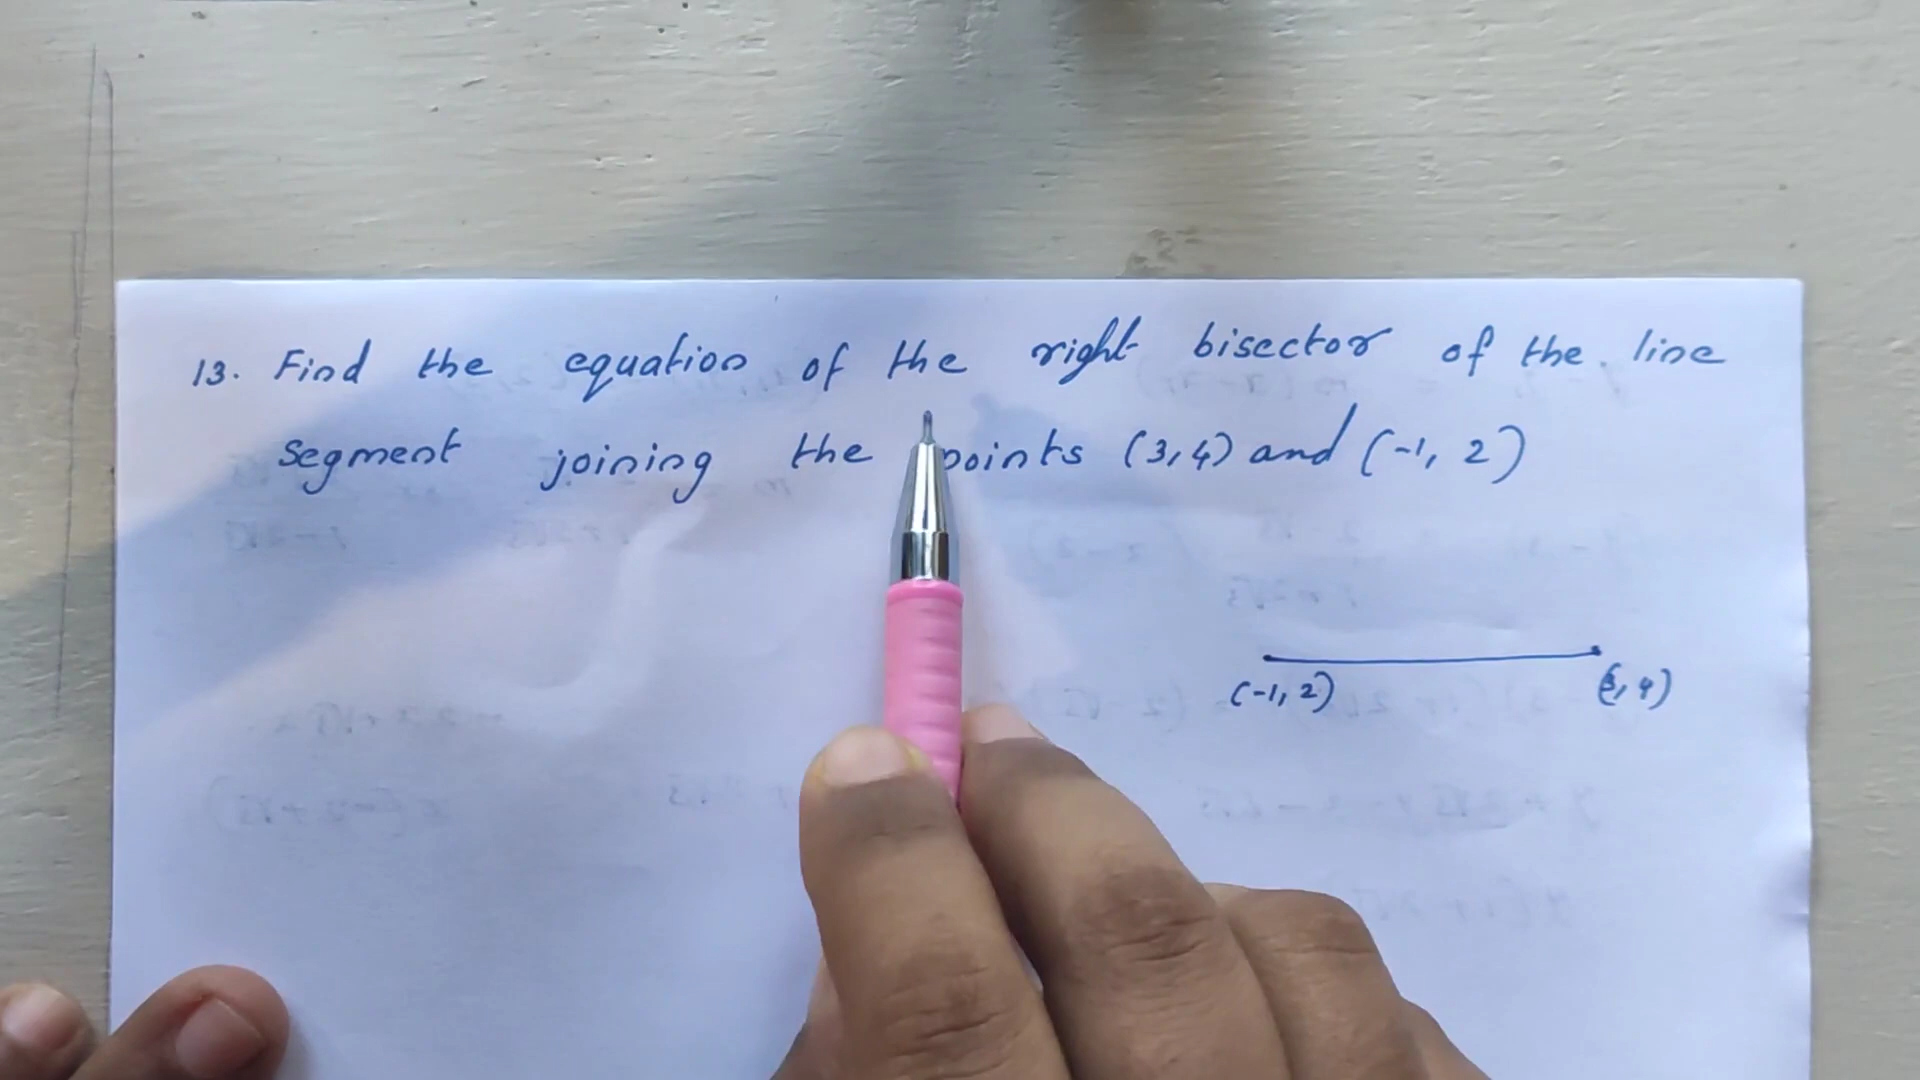 13. Find the equation of the right bisector of the line
segment joining the points (3,4) and (-1, 2)
(-1, 2) (3, 4)